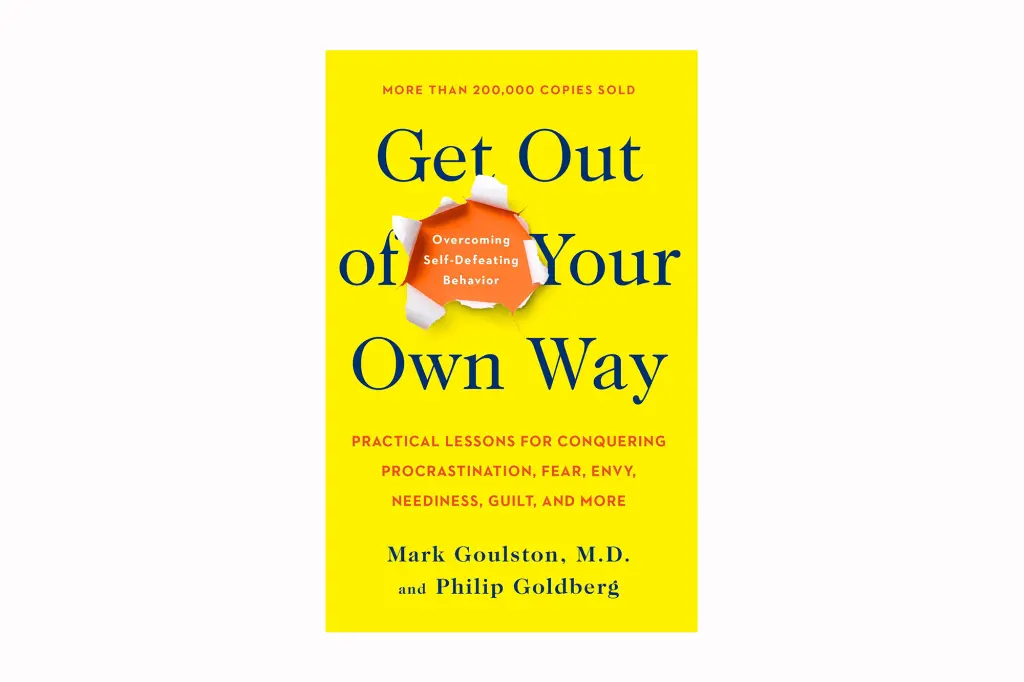 MORE THAN 200,000 COPIES SOLD
Get Out
of Your
Overcoming
Self-Defeating
Behavior
Own Way
PRACTICAL LESSONS FOR CONQUERING
PROCRASTINATION, FEAR, ENVY,
NEEDINESS, GUILT, AND MORE
Mark Goulston, M.D.
and Philip Goldberg